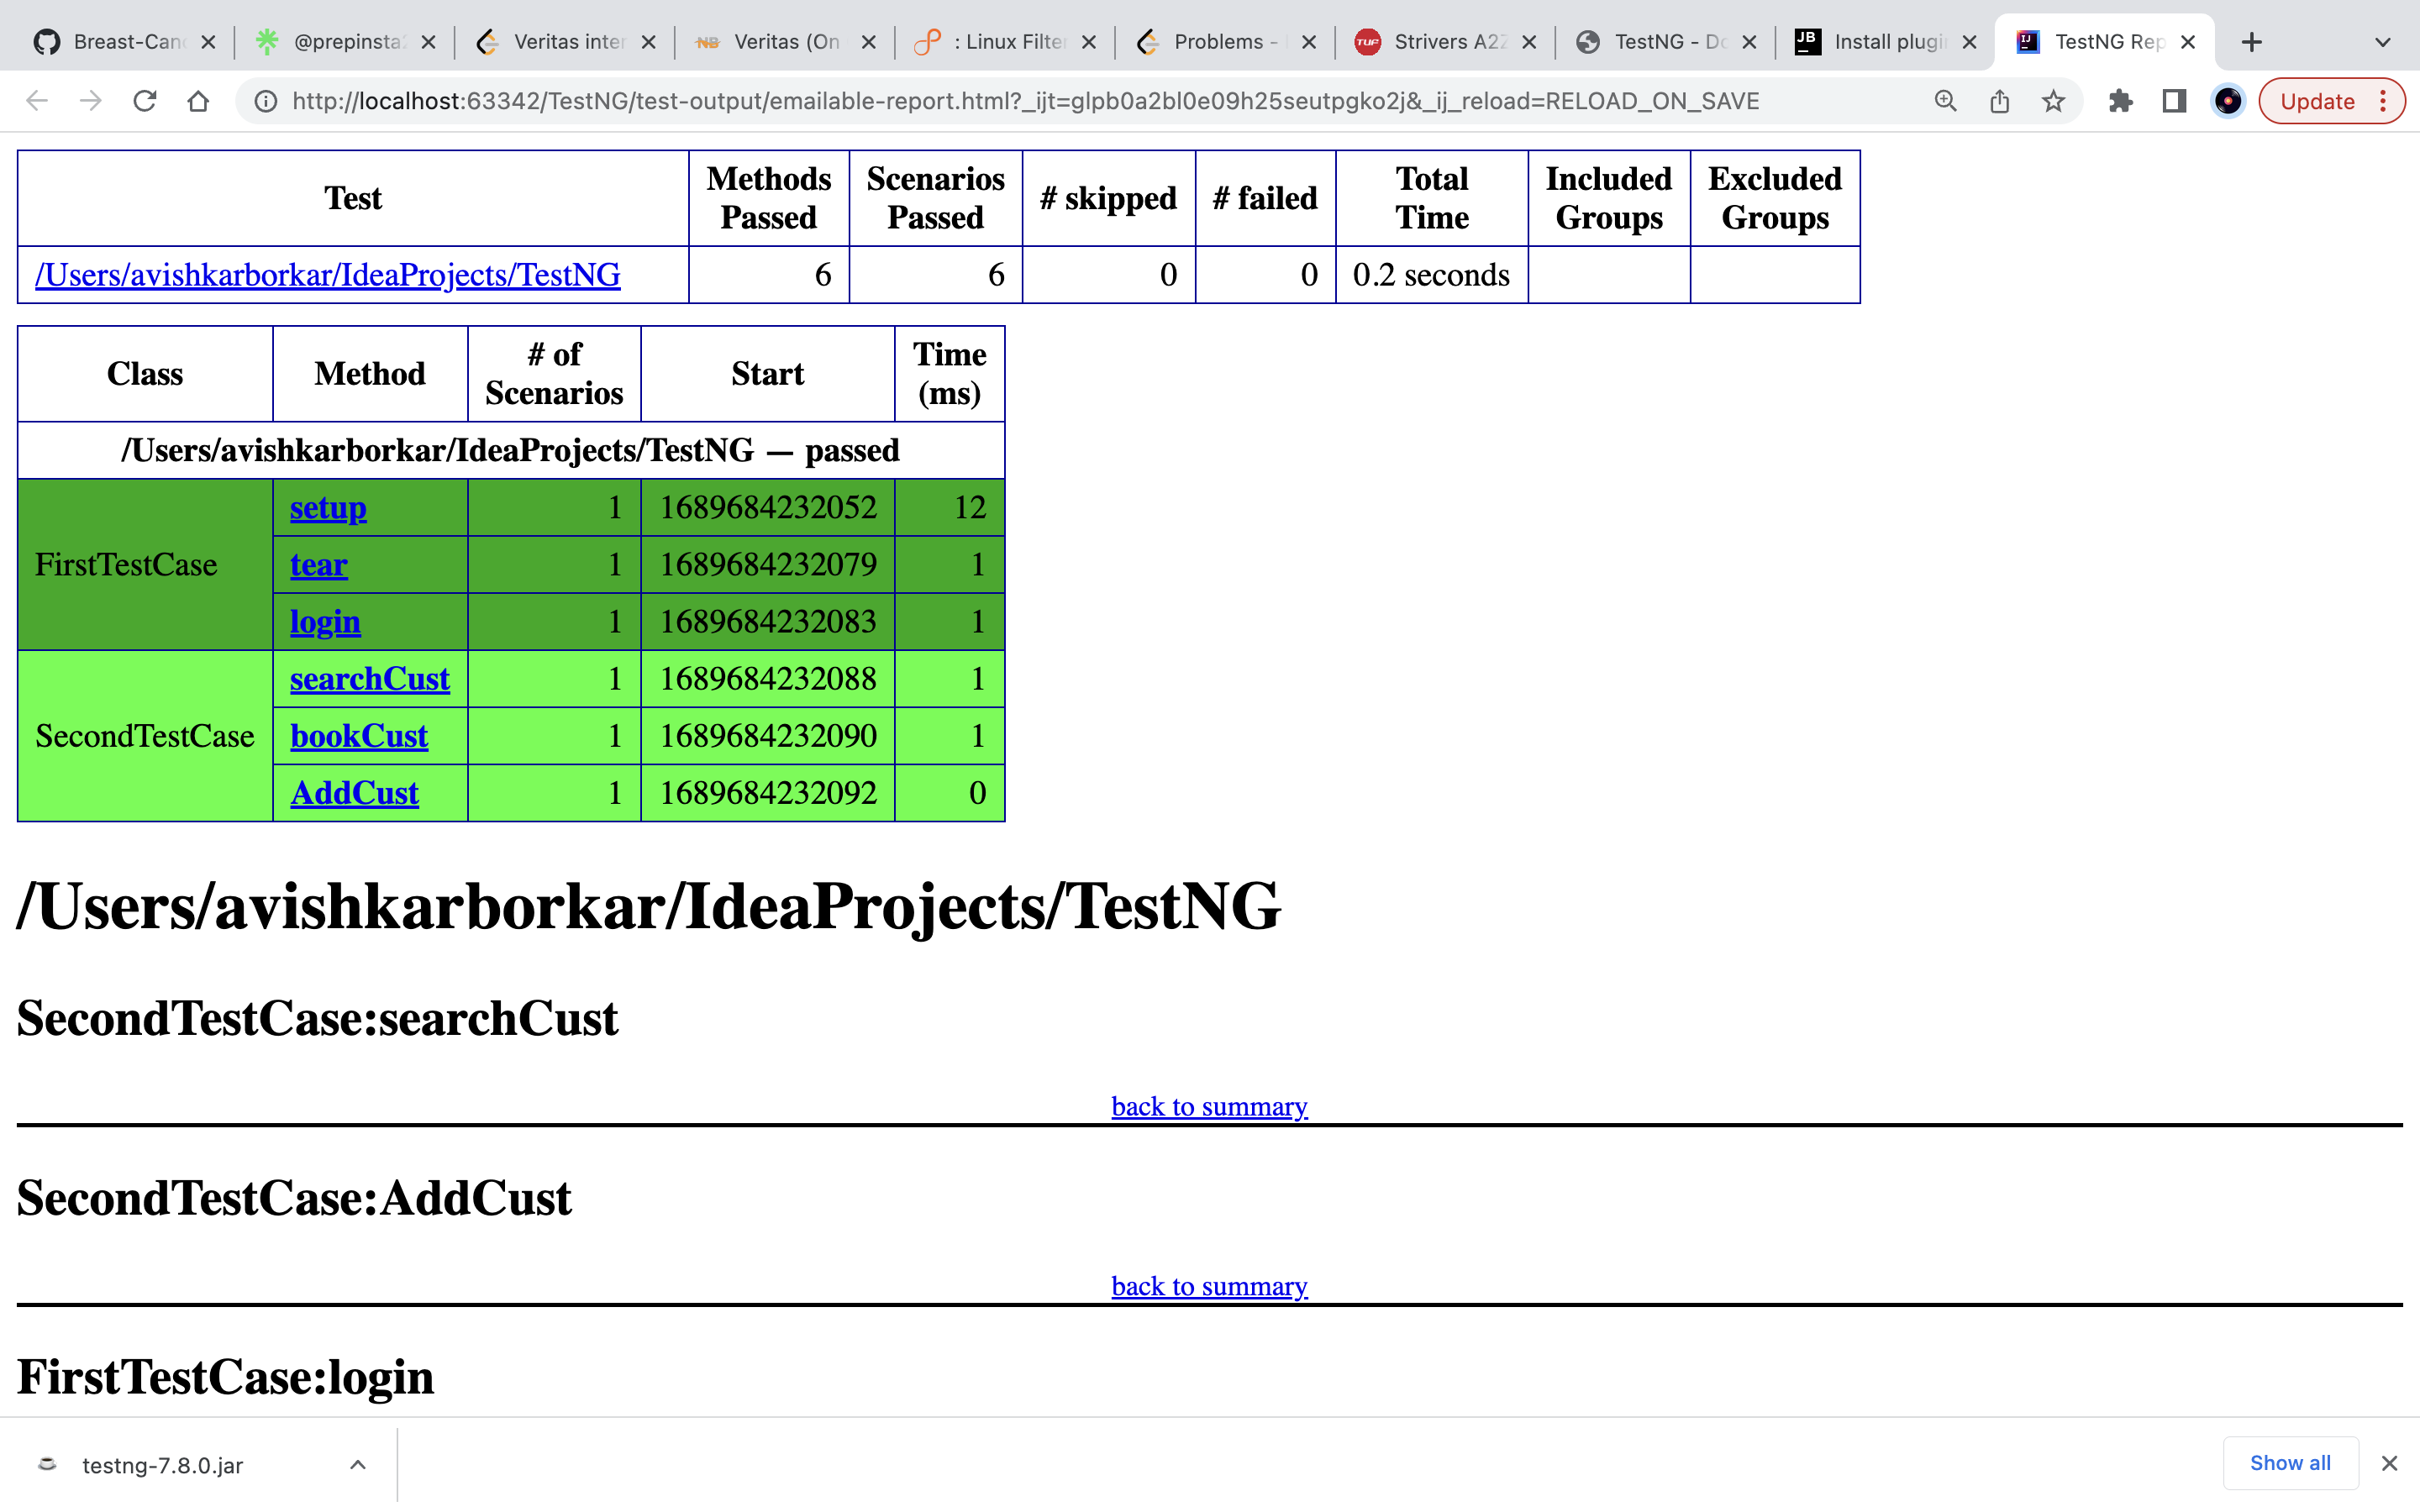 Breast-Can
@prepinsta
Veritas inter
Veritas (On
: Linux Filte
Problems -
Strivers A2Z
TestNG - Do
Install plugi
TestNG Rep
http://localhost:63342/TestNG/test-output/emailable-report.html?_ijt=glpb0a2bl0e09h25seutpgko2j&_ij_reload=RELOAD_ON_SAVE
Update
Test Methods Passed Scenarios Passed # skipped # failed Total Time Included Groups Excluded Groups
/Users/avishkarborkar/IdeaProjects/TestNG 6 6 0 0 0.2 seconds
Class Method # of Scenarios Start Time (ms)
/Users/avishkarborkar/IdeaProjects/TestNG — passed
FirstTestCase
setup 1 1689684232052 12
tear 1 1689684232079 1
login 1 1689684232083 1
SecondTestCase
searchCust 1 1689684232088 1
bookCust 1 1689684232090 1
AddCust 1 1689684232092 0
/Users/avishkarborkar/IdeaProjects/TestNG
SecondTestCase:searchCust
back to summary
SecondTestCase:AddCust
back to summary
FirstTestCase:login
testng-7.8.0.jar
Show all